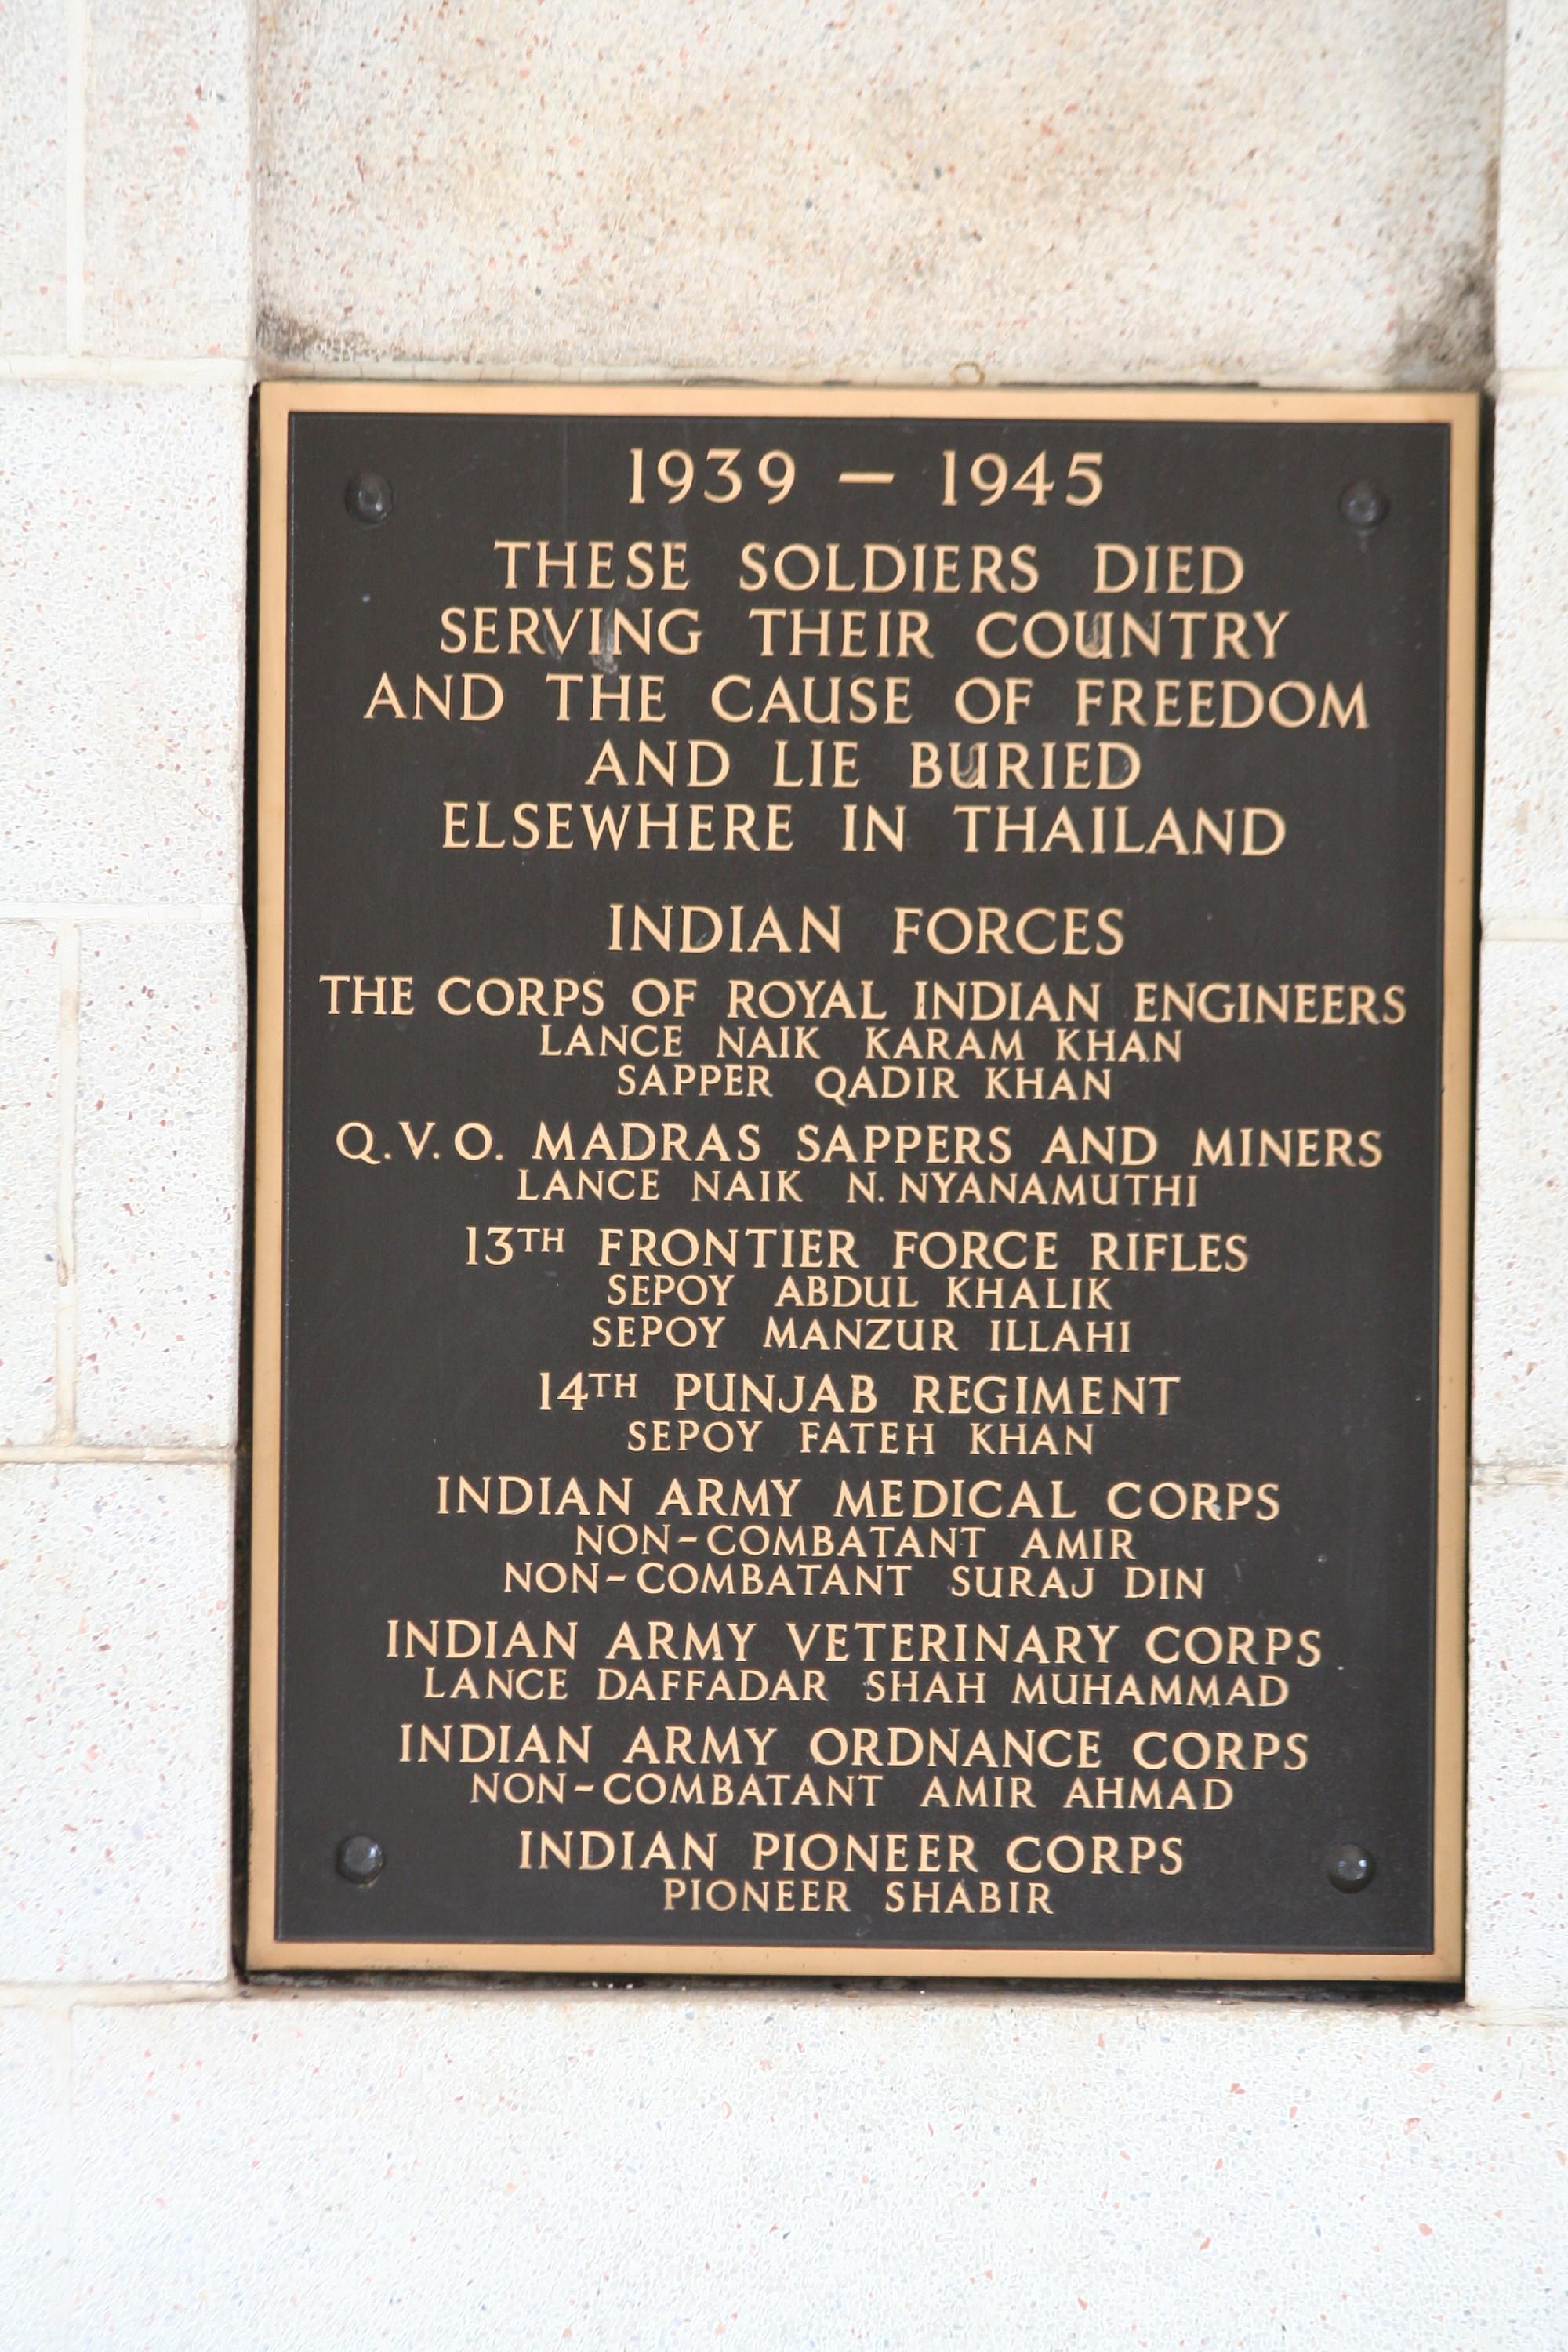 1939 – 1945
THESE SOLDIERS DIED
SERVING THEIR COUNTRY
AND THE CAUSE OF FREEDOM
AND LIE BURIED
ELSEWHERE IN THAILAND
INDIAN FORCES
THE CORPS OF ROYAL INDIAN ENGINEERS
LANCE NAIK KARAM KHAN
SAPPER QADIR KHAN
Q.V.O. MADRAS SAPPERS AND MINERS
LANCE NAIK N. NYANAMUTHI
13TH FRONTIER FORCE RIFLES
SEPOY ABDUL KHALIK
SEPOY MANZUR ILLAHI
14TH PUNJAB REGIMENT
SEPOY FATEH KHAN
INDIAN ARMY MEDICAL CORPS
NON-COMBATANT AMIR
NON-COMBATANT SURAJ DIN
INDIAN ARMY VETERINARY CORPS
LANCE DAFFADAR SHAH MUHAMMAD
INDIAN ARMY ORDNANCE CORPS
NON-COMBATANT AMIR AHMAD
INDIAN PIONEER CORPS
PIONEER SHABIR